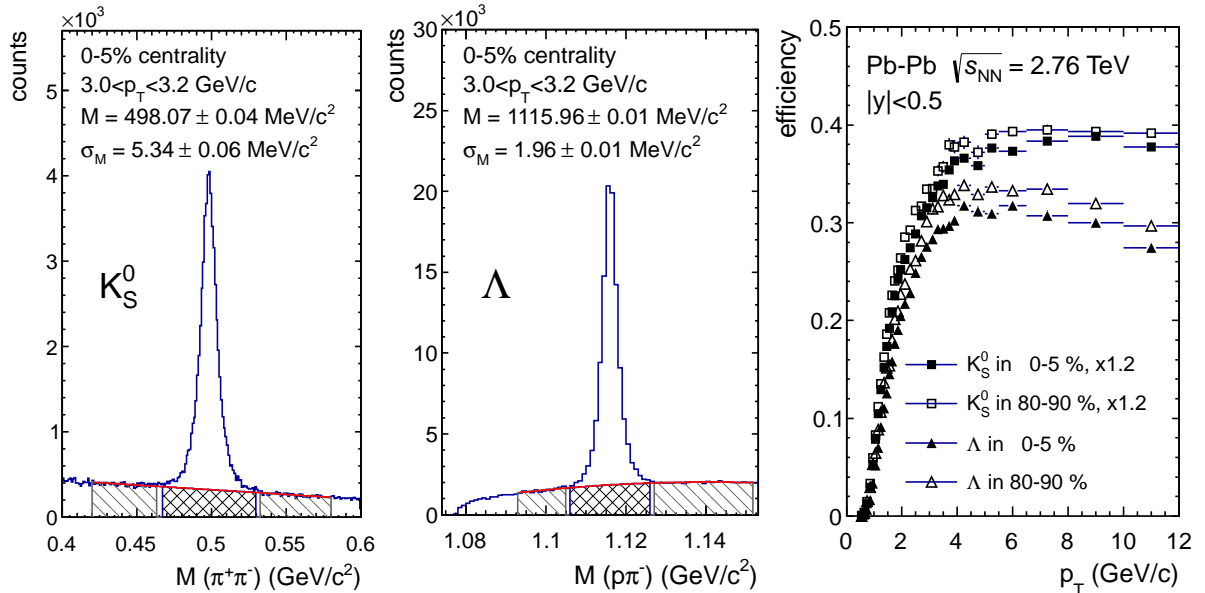 ×10³
counts
0-5% centrality
3.0<p_T<3.2 GeV/c
M = 498.07 ± 0.04 MeV/c²
σ_M = 5.34 ± 0.06 MeV/c²
K⁰_S
5
4
3
2
1
0
0.4 0.45 0.5 0.55 0.6
M (π⁺π⁻) (GeV/c²)
×10³
counts
0-5% centrality
3.0<p_T<3.2 GeV/c
M = 1115.96 ± 0.01 MeV/c²
σ_M = 1.96 ± 0.01 MeV/c²
Λ
30
25
20
15
10
5
0
1.08 1.1 1.12 1.14
M (pπ⁻) (GeV/c²)
efficiency
Pb-Pb √s_NN = 2.76 TeV
|y|<0.5
0.5
0.4
0.3
0.2
0.1
0
K⁰_S in 0-5 %, x1.2
K⁰_S in 80-90 %, x1.2
Λ in 0-5 %
Λ in 80-90 %
0 2 4 6 8 10 12
p_T (GeV/c)